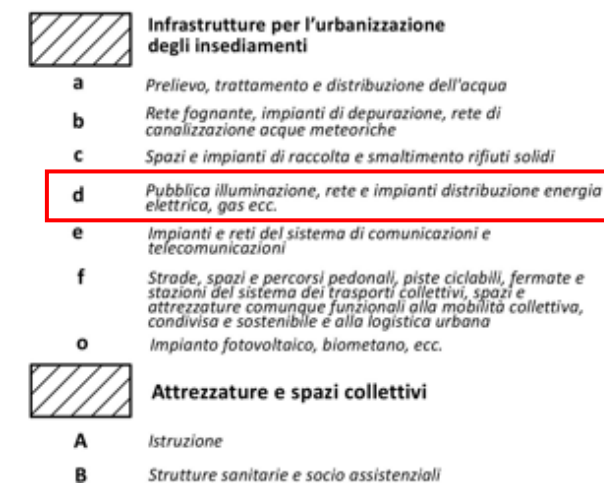 Infrastrutture per l'urbanizzazione
degli insediamenti
a Prelievo, trattamento e distribuzione dell'acqua
b Rete fognante, impianti di depurazione, rete di
canalizzazione acque meteoriche
c Spazi e impianti di raccolta e smaltimento rifiuti solidi
d Pubblica illuminazione, rete e impianti distribuzione energia
elettrica, gas ecc.
e Impianti e reti del sistema di comunicazioni e
telecomunicazioni
f Strade, spazi e percorsi pedonali, piste ciclabili, fermate e
stazioni del sistema dei trasporti collettivi, spazi e
attrezzature comunque funzionali alla mobilità collettiva,
condivisa e sostenibile e alla logistica urbana
o Impianto fotovoltaico, biometano, ecc.
Attrezzature e spazi collettivi
A Istruzione
B Strutture sanitarie e socio assistenziali